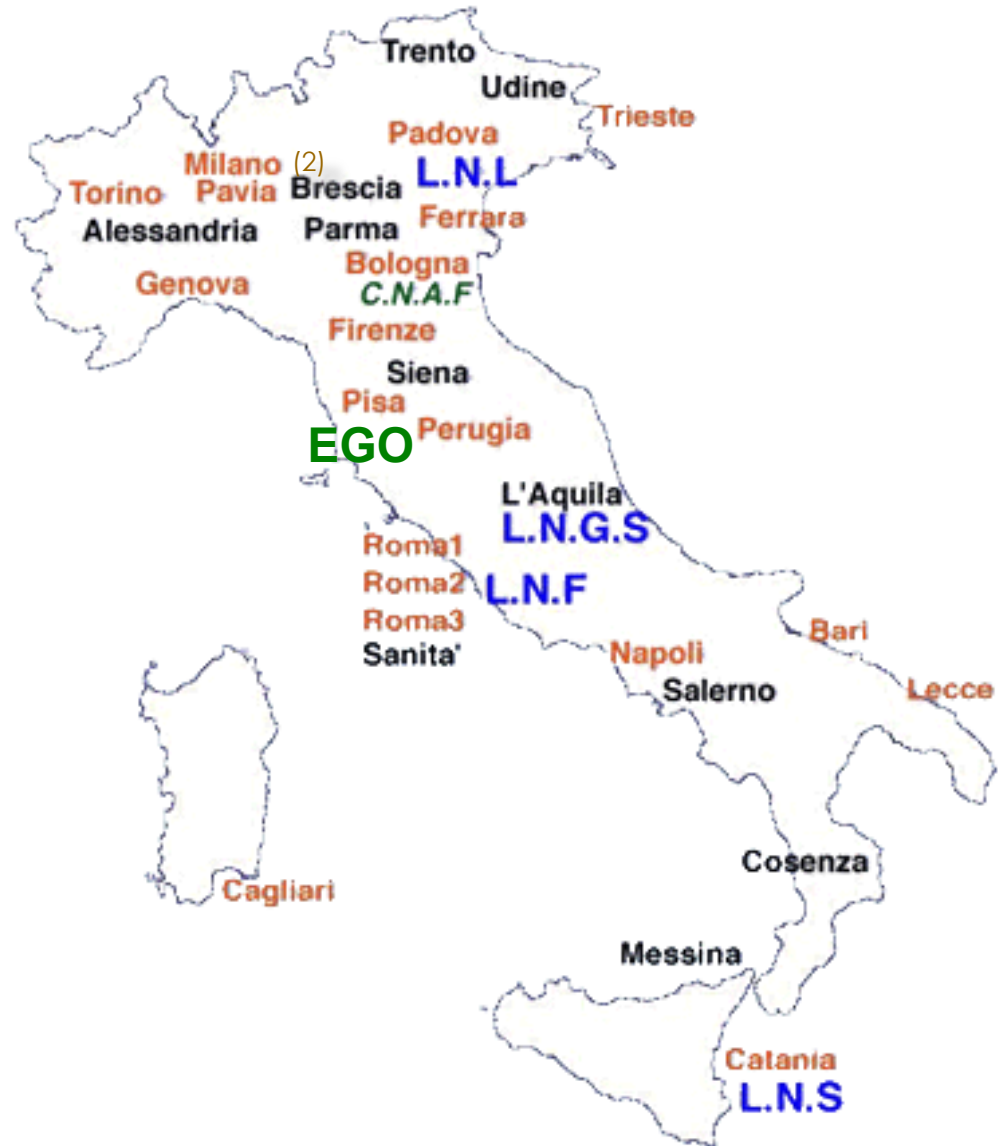 Trento
Udine
Trieste
Padova
Milano (2)
L.N.L
Torino
Pavia
Brescia
Ferrara
Alessandria
Parma
Bologna
Genova
C.N.A.F
Firenze
Siena
Pisa
Perugia
EGO
L'Aquila
L.N.G.S
Roma1
Roma2
L.N.F
Roma3
Bari
Sanita'
Napoli
Salerno
Lecce
Cosenza
Cagliari
Messina
Catania
L.N.S